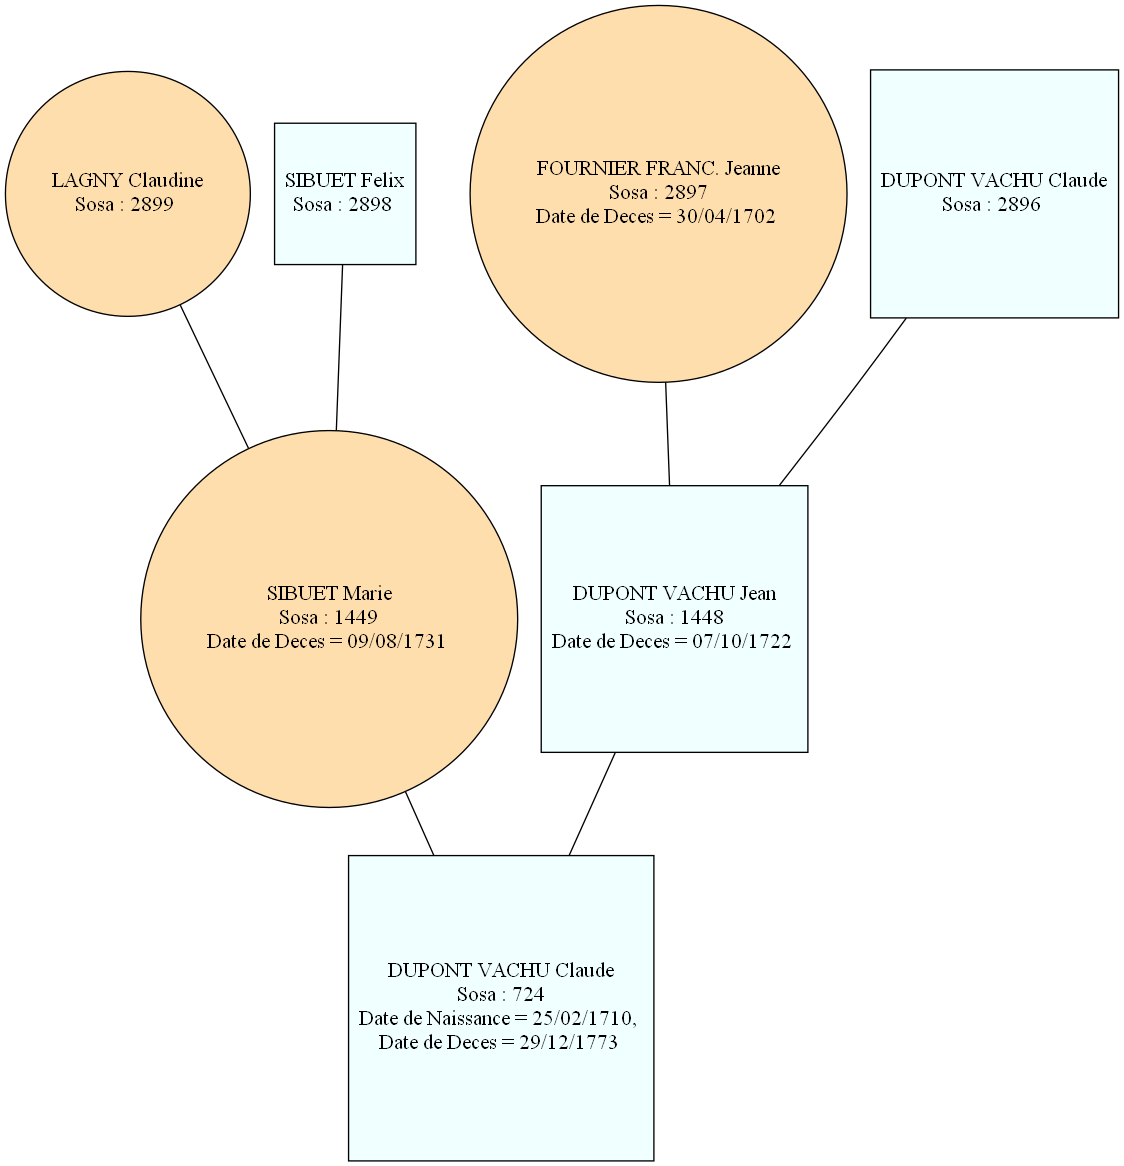 LAGNY Claudine
Sosa : 2899
SIBUET Felix
Sosa : 2898
FOURNIER FRANC. Jeanne
Sosa : 2897
Date de Deces = 30/04/1702
DUPONT VACHU Claude
Sosa : 2896
SIBUET Marie
Sosa : 1449
Date de Deces = 09/08/1731
DUPONT VACHU Jean
Sosa : 1448
Date de Deces = 07/10/1722
DUPONT VACHU Claude
Sosa : 724
Date de Naissance = 25/02/1710,
Date de Deces = 29/12/1773